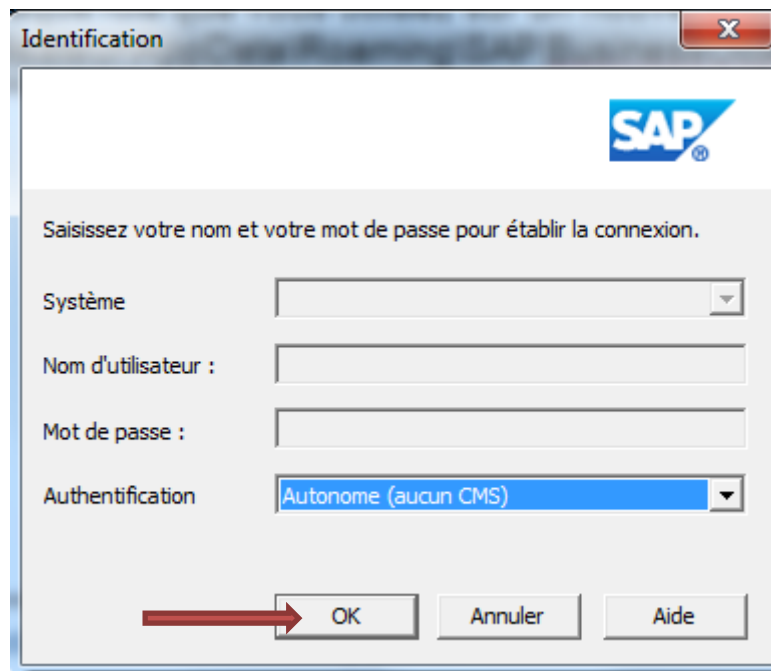 Identification
SAP®
Saisissez votre nom et votre mot de passe pour établir la connexion.
Système
Nom d'utilisateur :
Mot de passe :
Authentification
Autonome (aucun CMS)
OK
Annuler
Aide